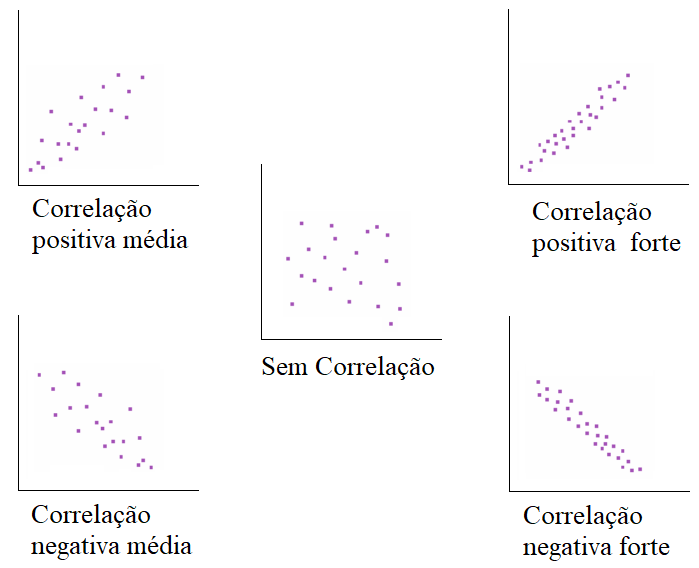 Correlação
positiva média
Correlação
positiva forte
Sem Correlação
Correlação
negativa média
Correlação
negativa forte